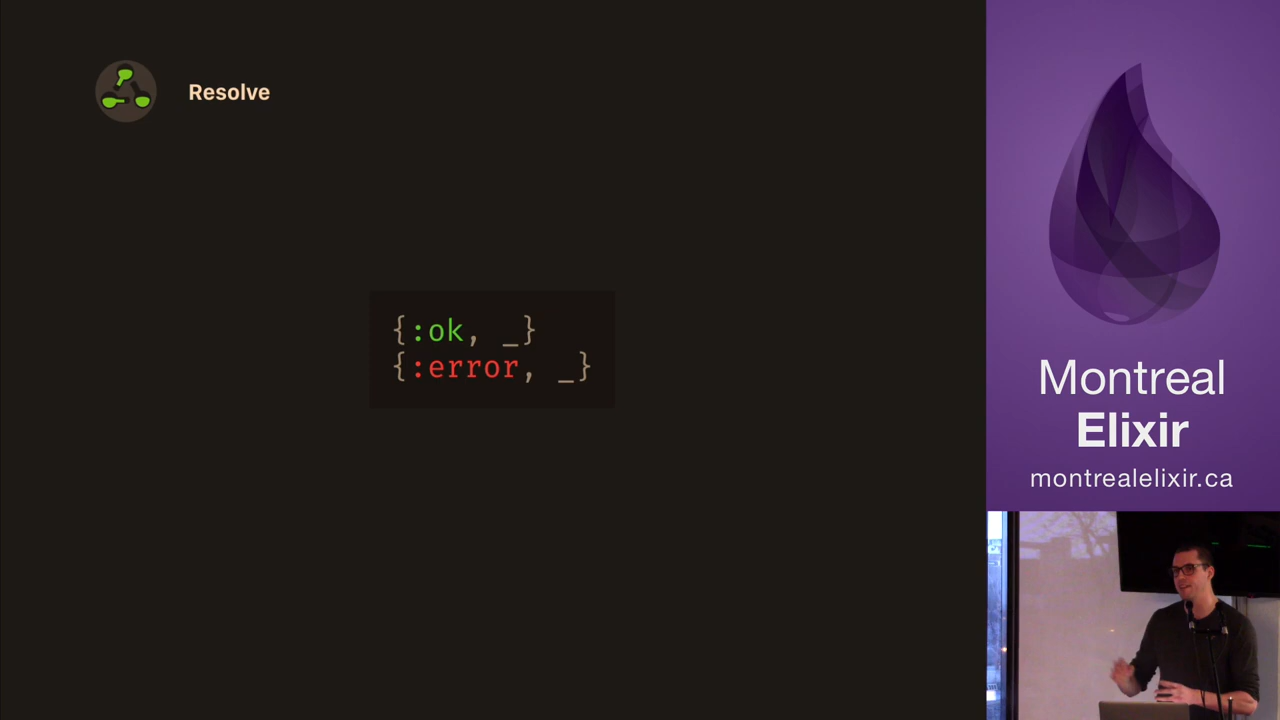 Resolve
{:ok, _}
{:error, _}
Montreal
Elixir
montrealelixir.ca